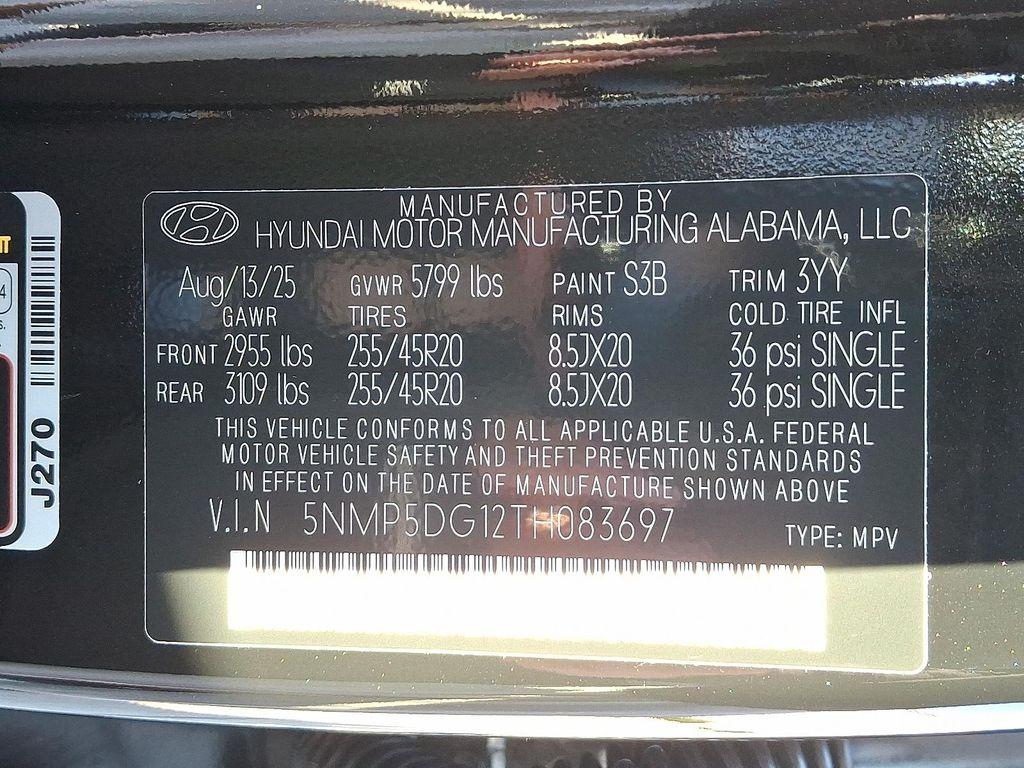 MANUFACTURED BY
HYUNDAI MOTOR MANUFACTURING ALABAMA, LLC
Aug/13/25 GVWR 5799 lbs PAINT S3B TRIM 3YY
GAWR TIRES RIMS COLD TIRE INFL
FRONT 2955 lbs 255/45R20 8.5JX20 36 psi SINGLE
REAR 3109 lbs 255/45R20 8.5JX20 36 psi SINGLE
THIS VEHICLE CONFORMS TO ALL APPLICABLE U.S.A. FEDERAL
MOTOR VEHICLE SAFETY AND THEFT PREVENTION STANDARDS
IN EFFECT ON THE DATE OF MANUFACTURE SHOWN ABOVE
V.I.N 5NMP5DG12TH083697 TYPE: MPV
J270